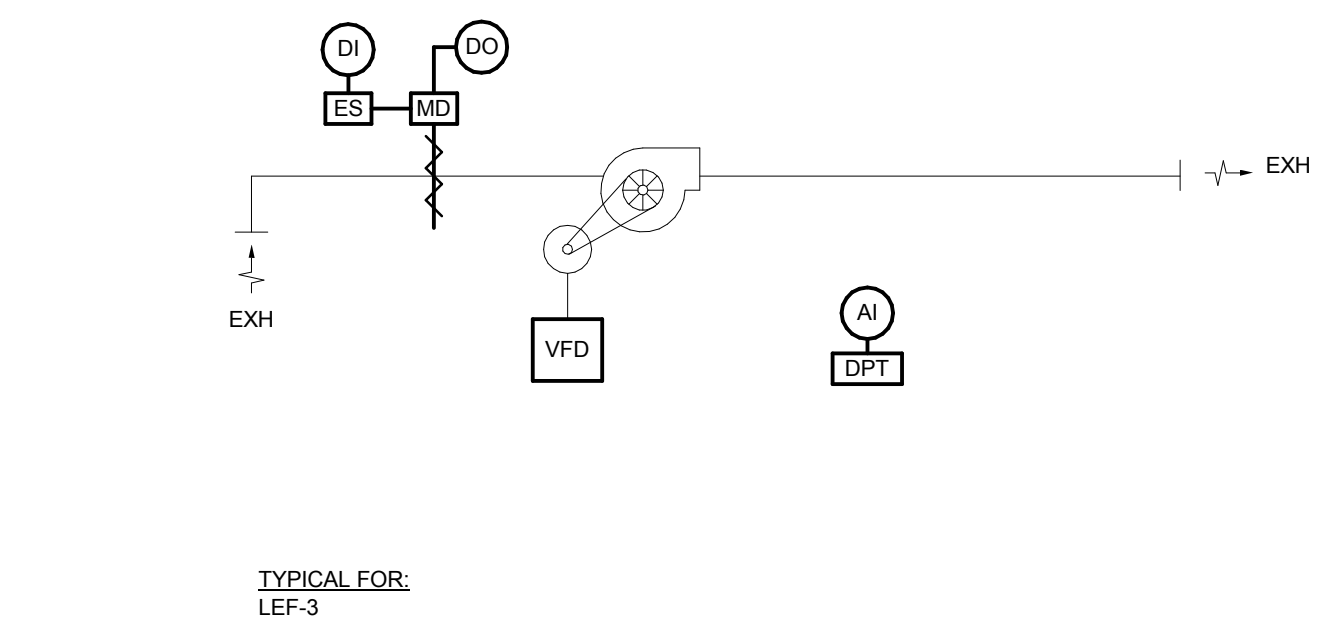 DI
DO
ES
MD
EXH
EXH
VFD
AI
DPT
TYPICAL FOR:
LEF-3